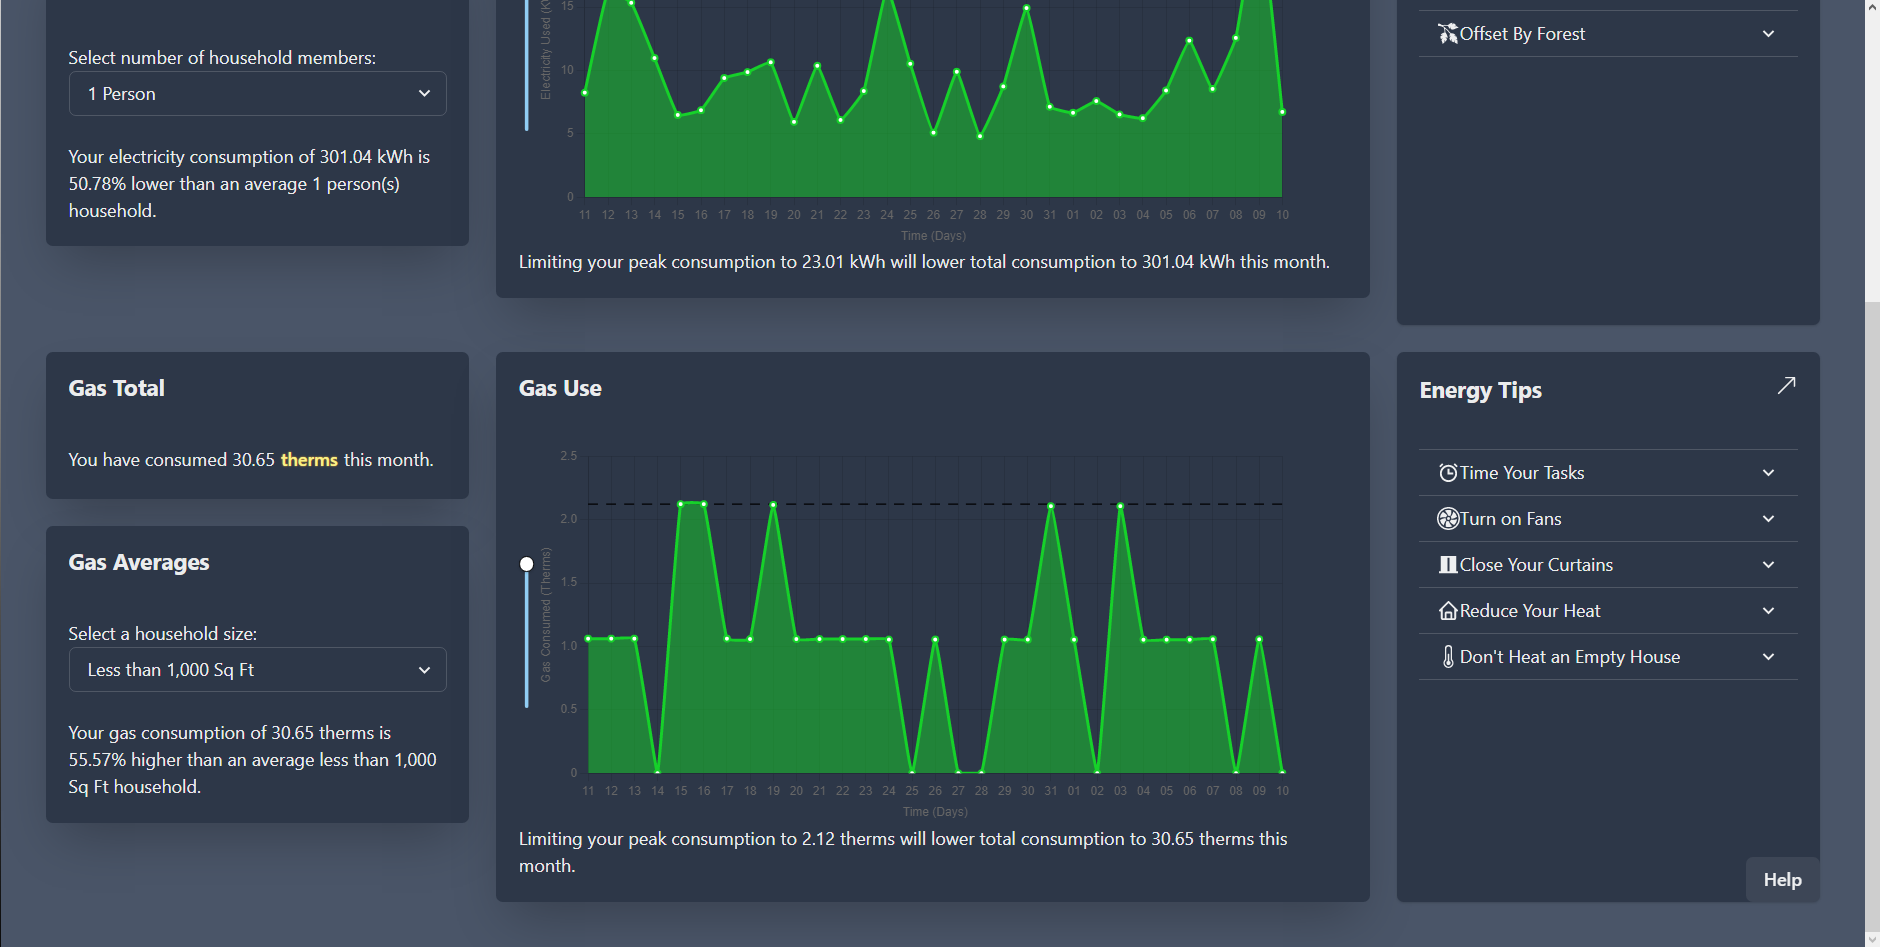 Select number of household members:
1 Person
Your electricity consumption of 301.04 kWh is
50.78% lower than an average 1 person(s)
household.
15
10
5
0
Electricity Used (K
11 12 13 14 15 16 17 18 19 20 21 22 23 24 25 26 27 28 29 30 31 01 02 03 04 05 06 07 08 09 10
Time (Days)
Limiting your peak consumption to 23.01 kWh will lower total consumption to 301.04 kWh this month.
Offset By Forest
Gas Total
You have consumed 30.65 therms this month.
Gas Averages
Select a household size:
Less than 1,000 Sq Ft
Your gas consumption of 30.65 therms is
55.57% higher than an average less than 1,000
Sq Ft household.
Gas Use
2.5
2.0
1.5
1.0
0.5
0
Gas Consumed (Therms)
11 12 13 14 15 16 17 18 19 20 21 22 23 24 25 26 27 28 29 30 31 01 02 03 04 05 06 07 08 09 10
Time (Days)
Limiting your peak consumption to 2.12 therms will lower total consumption to 30.65 therms this
month.
Energy Tips
Time Your Tasks
Turn on Fans
Close Your Curtains
Reduce Your Heat
Don't Heat an Empty House
Help